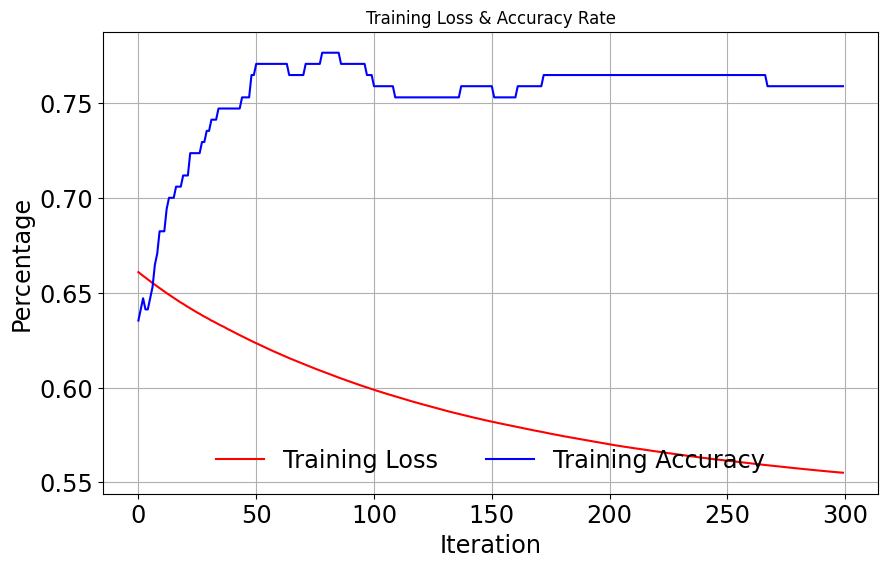 Training Loss & Accuracy Rate
Percentage
0.75
0.70
0.65
0.60
0.55
Training Loss Training Accuracy
0 50 100 150 200 250 300
Iteration